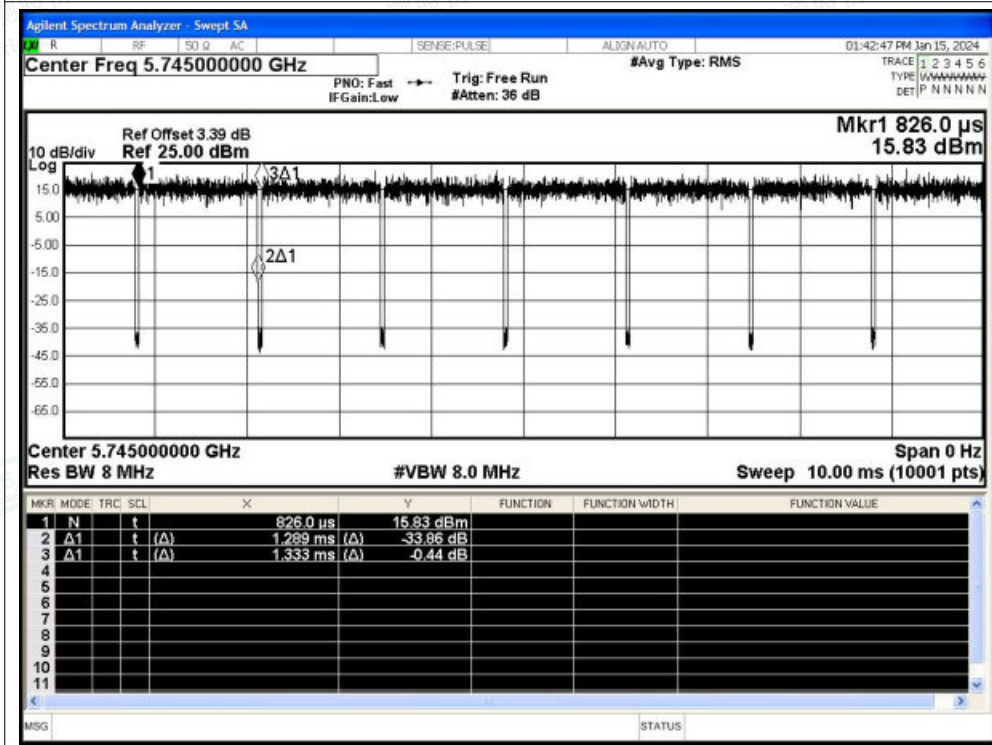 Agilent Spectrum Analyzer - Swept SA
R RF 50 Ω AC SENSE:PULSE ALIGN AUTO 01:42:47 PM Jan 15, 2024
Center Freq 5.745000000 GHz #Avg Type: RMS TRACE 1 2 3 4 5 6
PNO: Fast Trig: Free Run TYPE
IFGain:Low #Atten: 36 dB DET P N N N N N
Mkr1 826.0 µs
Ref Offset 3.39 dB
10 dB/div Ref 25.00 dBm 15.83 dBm
Log
1 3Δ1
15.0
5.00
-5.00
2Δ1
-15.0
-25.0
-35.0
-45.0
-55.0
-65.0
Center 5.745000000 GHz Span 0 Hz
Res BW 8 MHz #VBW 8.0 MHz Sweep 10.00 ms (10001 pts)
MKR MODE TRC SCL X Y FUNCTION FUNCTION WIDTH FUNCTION VALUE
1 N t 826.0 µs 15.83 dBm
2 Δ1 t (Δ) 1.289 ms (Δ) -33.86 dB
3 Δ1 t (Δ) 1.333 ms (Δ) -0.44 dB
4
5
6
7
8
9
10
11
MSG STATUS